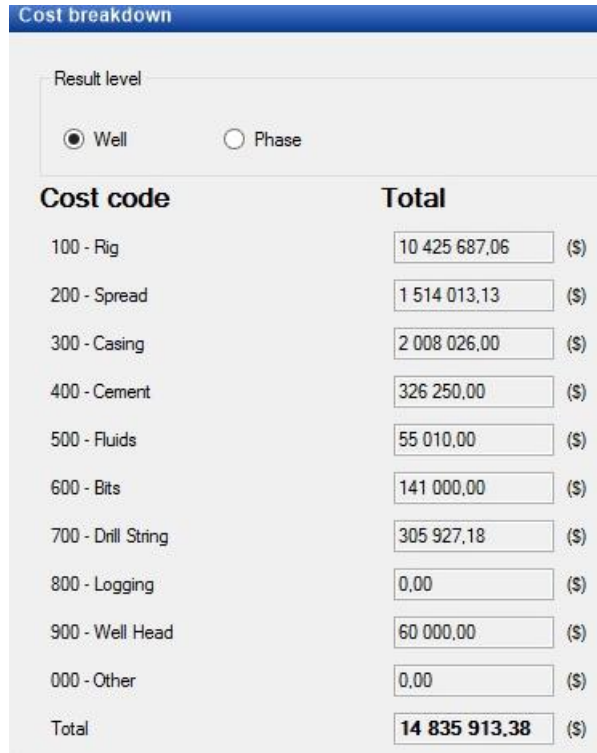 Cost breakdown
Result level
Well Phase
Cost code Total
100 - Rig 10 425 687,06 ($)
200 - Spread 1 514 013,13 ($)
300 - Casing 2 008 026,00 ($)
400 - Cement 326 250,00 ($)
500 - Fluids 55 010,00 ($)
600 - Bits 141 000,00 ($)
700 - Drill String 305 927,18 ($)
800 - Logging 0,00 ($)
900 - Well Head 60 000,00 ($)
000 - Other 0,00 ($)
Total 14 835 913,38 ($)